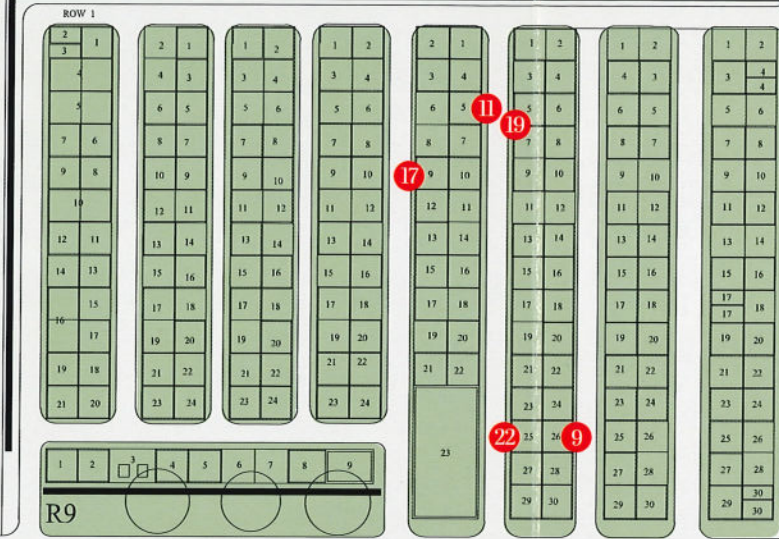 ROW 1
2 1 2 1 1 2 1 2 2 1 1 2 1 2 1 2
3
4 4 3 3 4 3 4 3 4 3 4 4 3 3 4
4
5 6 5 5 6 5 6 6 5 11 5 6 6 5 5 6
19
7 6 8 7 7 8 7 8 8 7 7 8 8 7 7 8
9 8 10 9 9 10 9 10 17 9 10 9 10 9 10 9 10
10 12 11 11 12 11 12 12 11 11 12 11 12 11 12
12 11 13 14 13 14 13 14 13 14 13 14 13 14 13 14
14 13 15 16 15 16 15 16 15 16 15 16 15 16 15 16
15 17 18 17 18 17 18 17 18 17 18 17 18 17 18
17
16
17 19 20 19 20 19 20 19 20 19 20 19 20 19 20
19 18 21 22 21 22 21 22 21 22 21 22 21 22 21 22
21 20 23 24 23 24 23 24 23 24 23 24 23 24
22 25 26 9 25 26 25 26
23
1 2 3 4 5 6 7 8 9
27 28 27 28 27 28
29 30 29 30 29 30
30
R9